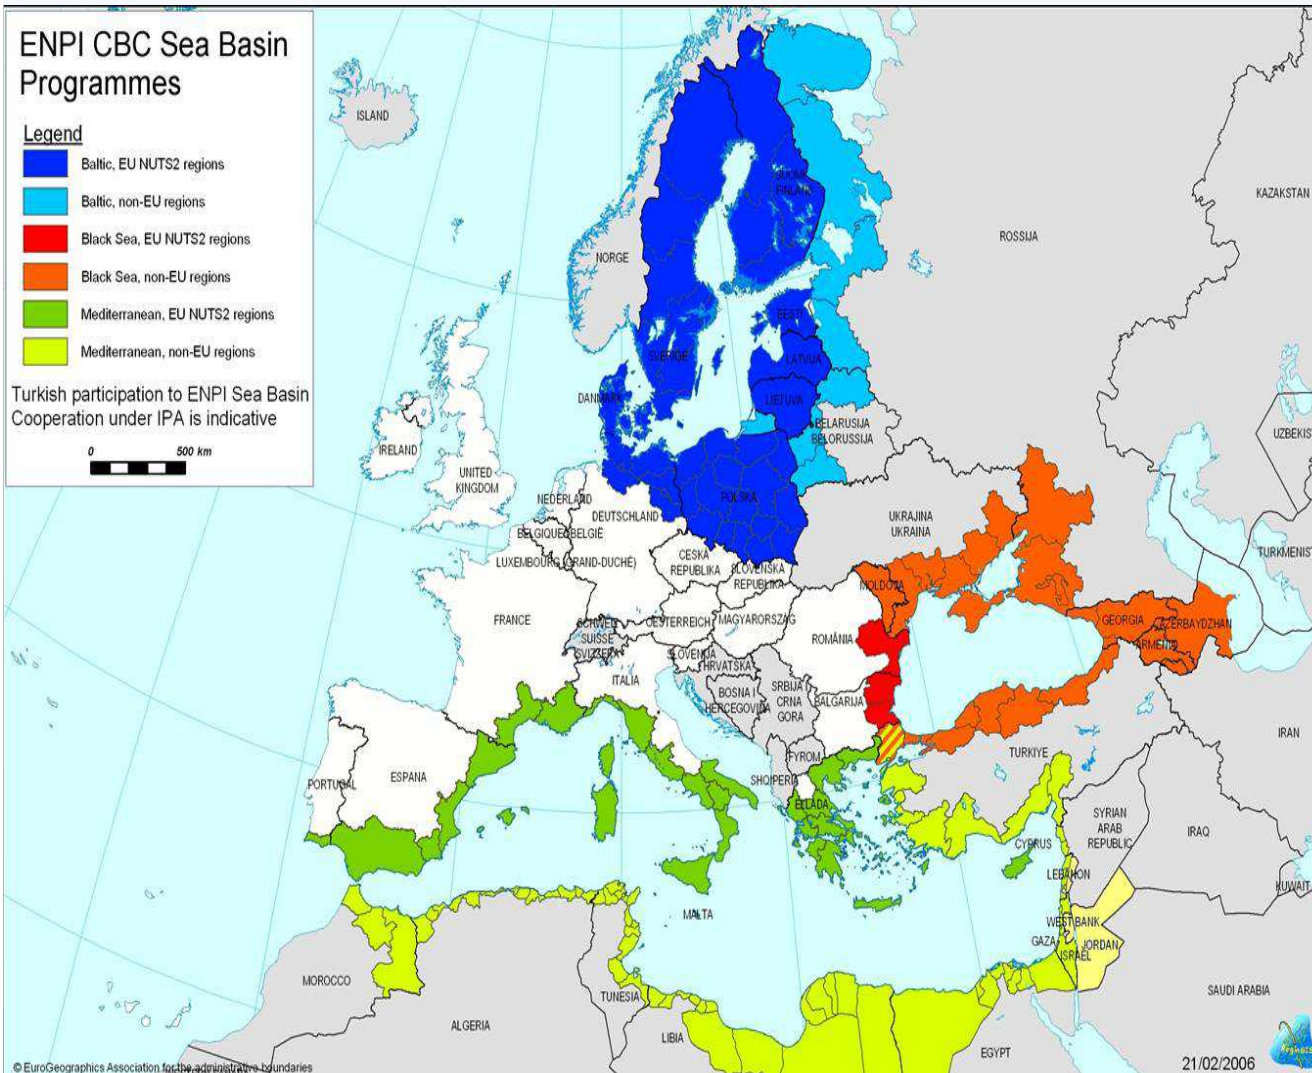 ENPI CBC Sea Basin
Programmes
Legend
Baltic, EU NUTS2 regions
Baltic, non-EU regions
Black Sea, EU NUTS2 regions
Black Sea, non-EU regions
Mediterranean, EU NUTS2 regions
Mediterranean, non-EU regions
Turkish participation to ENPI Sea Basin
Cooperation under IPA is indicative
0 500 km
ISLAND
SUOMI
FINLAND
NORGE
ROSSIJA
KAZAKSTAN
EESTI
SVERIGE
LATVIJA
DANMARK
LIETUVA
BELARUSIJA
BELORUSSIJA
UZBEKIS
IRELAND
UNITED
KINGDOM
NEDERLAND
DEUTSCHLAND
POLSKA
UKRAJINA
UKRAINA
BELGIQUE-BELGIË
LUXEMBOURG (GRAND-DUCHÉ)
CESKA
REPUBLIKA
SLOVENSKA
REPUBLIKA
TURKMENIST
MOLDOVA
FRANCE
SCHWEIZ
SUISSE
SVIZZERA
OESTERREICH
MAGYARORSZAG
ROMÂNIA
GEORGIA
AZERBAYDZHAN
ARMENIA
SLOVENIJA
HRVATSKA
ITALIA
BOSNA I
HERCEGOVINA
SRBIJA I
CRNA
GORA
BALGARIJA
IRAN
FYROM
SHQIPERIA
TURKIYE
PORTUGAL
ESPANA
ELLADA
SYRIAN
ARAB
REPUBLIC
IRAQ
CYPRUS
LEBANON
KUWAIT
MALTA
WEST BANK
GAZA
JORDAN
ISRAEL
MOROCCO
TUNESIA
SAUDI ARABIA
ALGERIA
LIBIA
EGYPT
© EuroGeographics Association for the administrative boundaries
21/02/2006